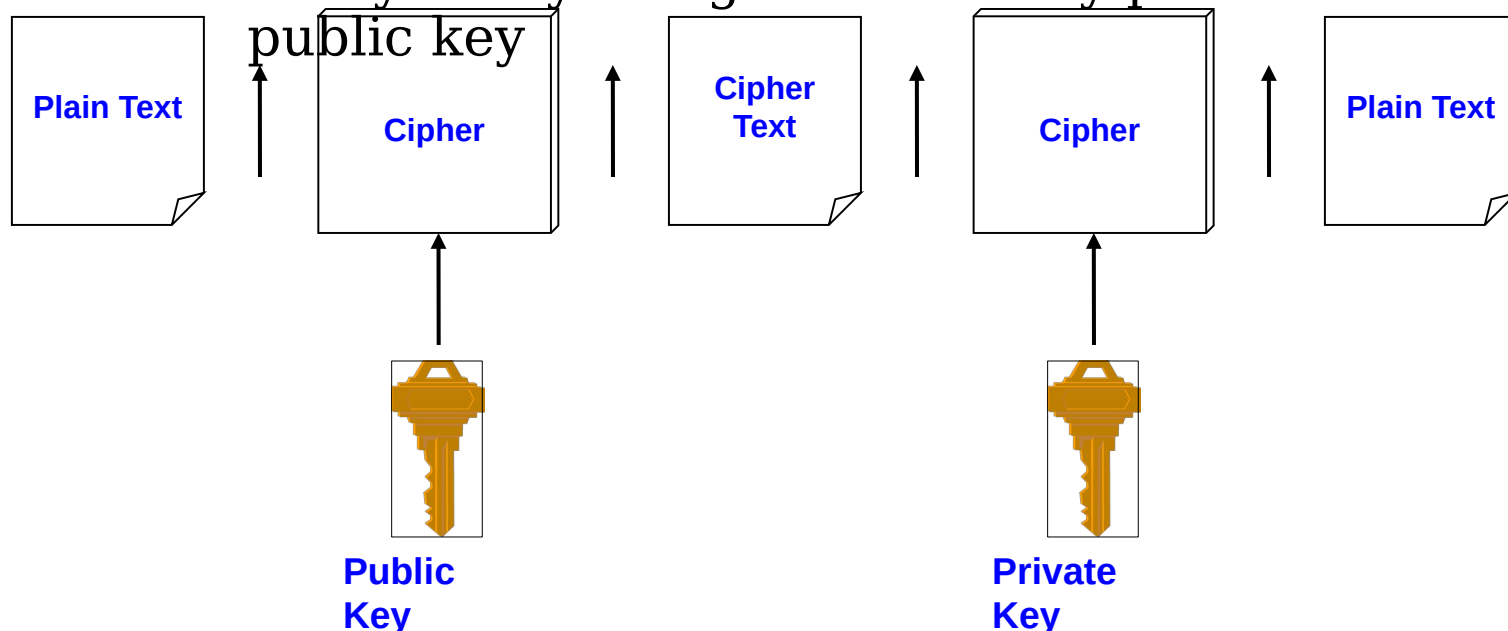 public key
Plain Text
Cipher
Cipher
Text
Cipher
Plain Text
Public
Key
Private
Key